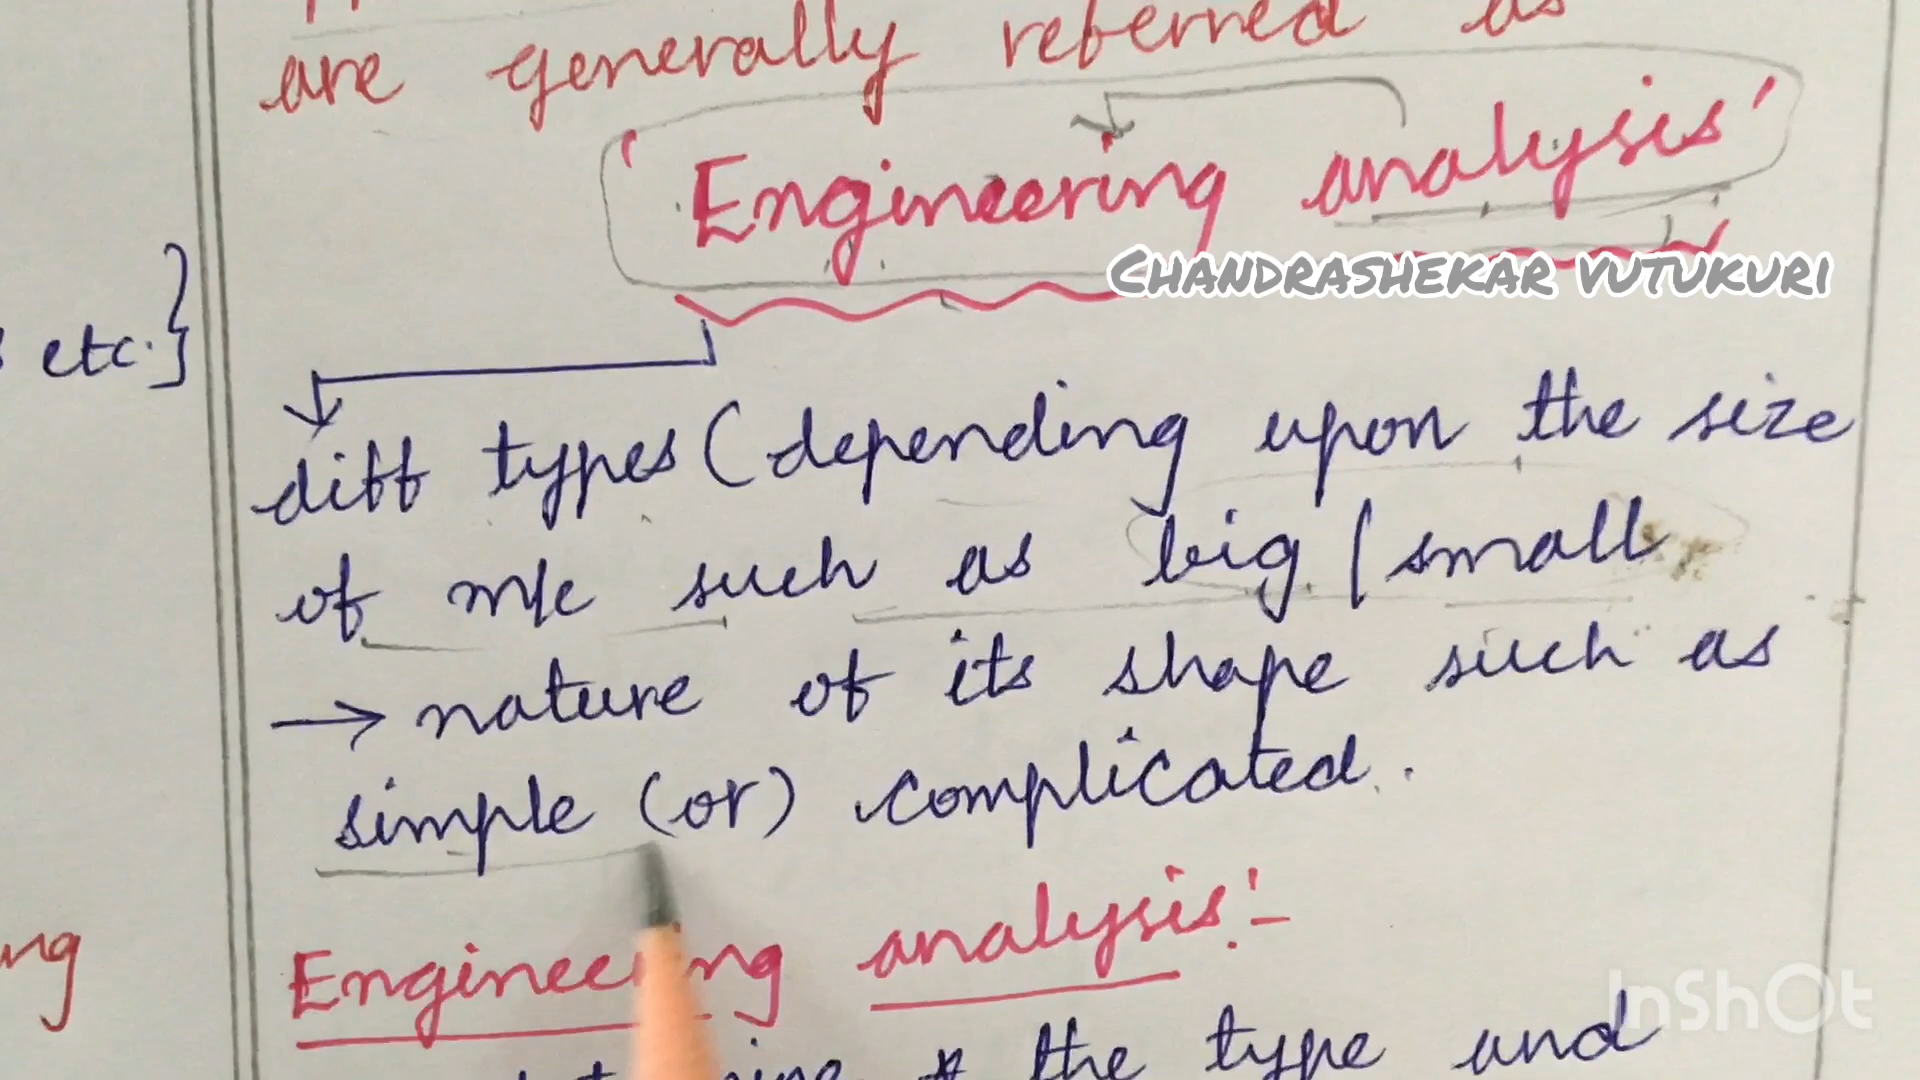 are generally referred as
'Engineering analysis'
CHANDRASHEKAR VUTUKURI
etc.}
diff types (depending upon the size
of m/c such as big / small
→ nature of its shape such as
simple (or) complicated.
Engineering analysis:-
ng
the type and
InShOt